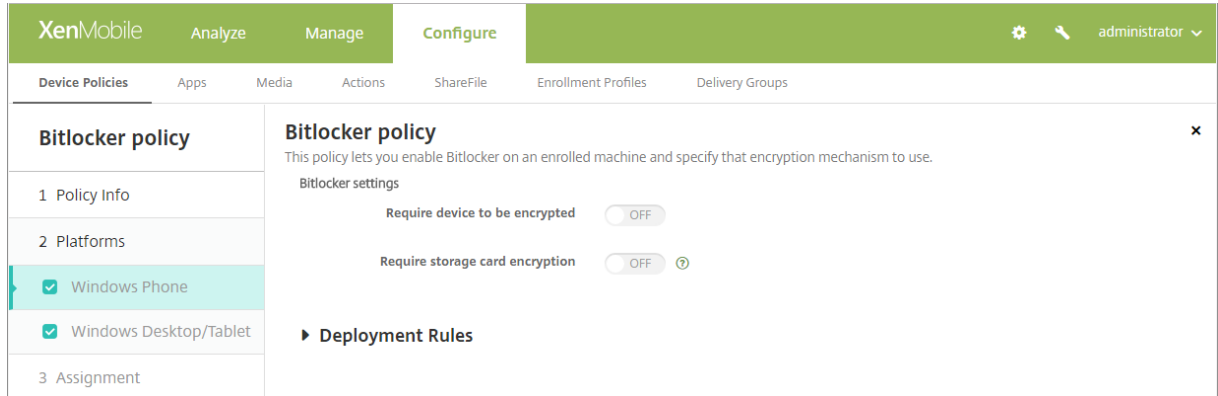 XenMobile Analyze Manage Configure administrator
Device Policies Apps Media Actions ShareFile Enrollment Profiles Delivery Groups
Bitlocker policy
1 Policy Info
2 Platforms
Windows Phone
Windows Desktop/Tablet
3 Assignment
Bitlocker policy
This policy lets you enable Bitlocker on an enrolled machine and specify that encryption mechanism to use.
Bitlocker settings
Require device to be encrypted OFF
Require storage card encryption OFF ?
Deployment Rules